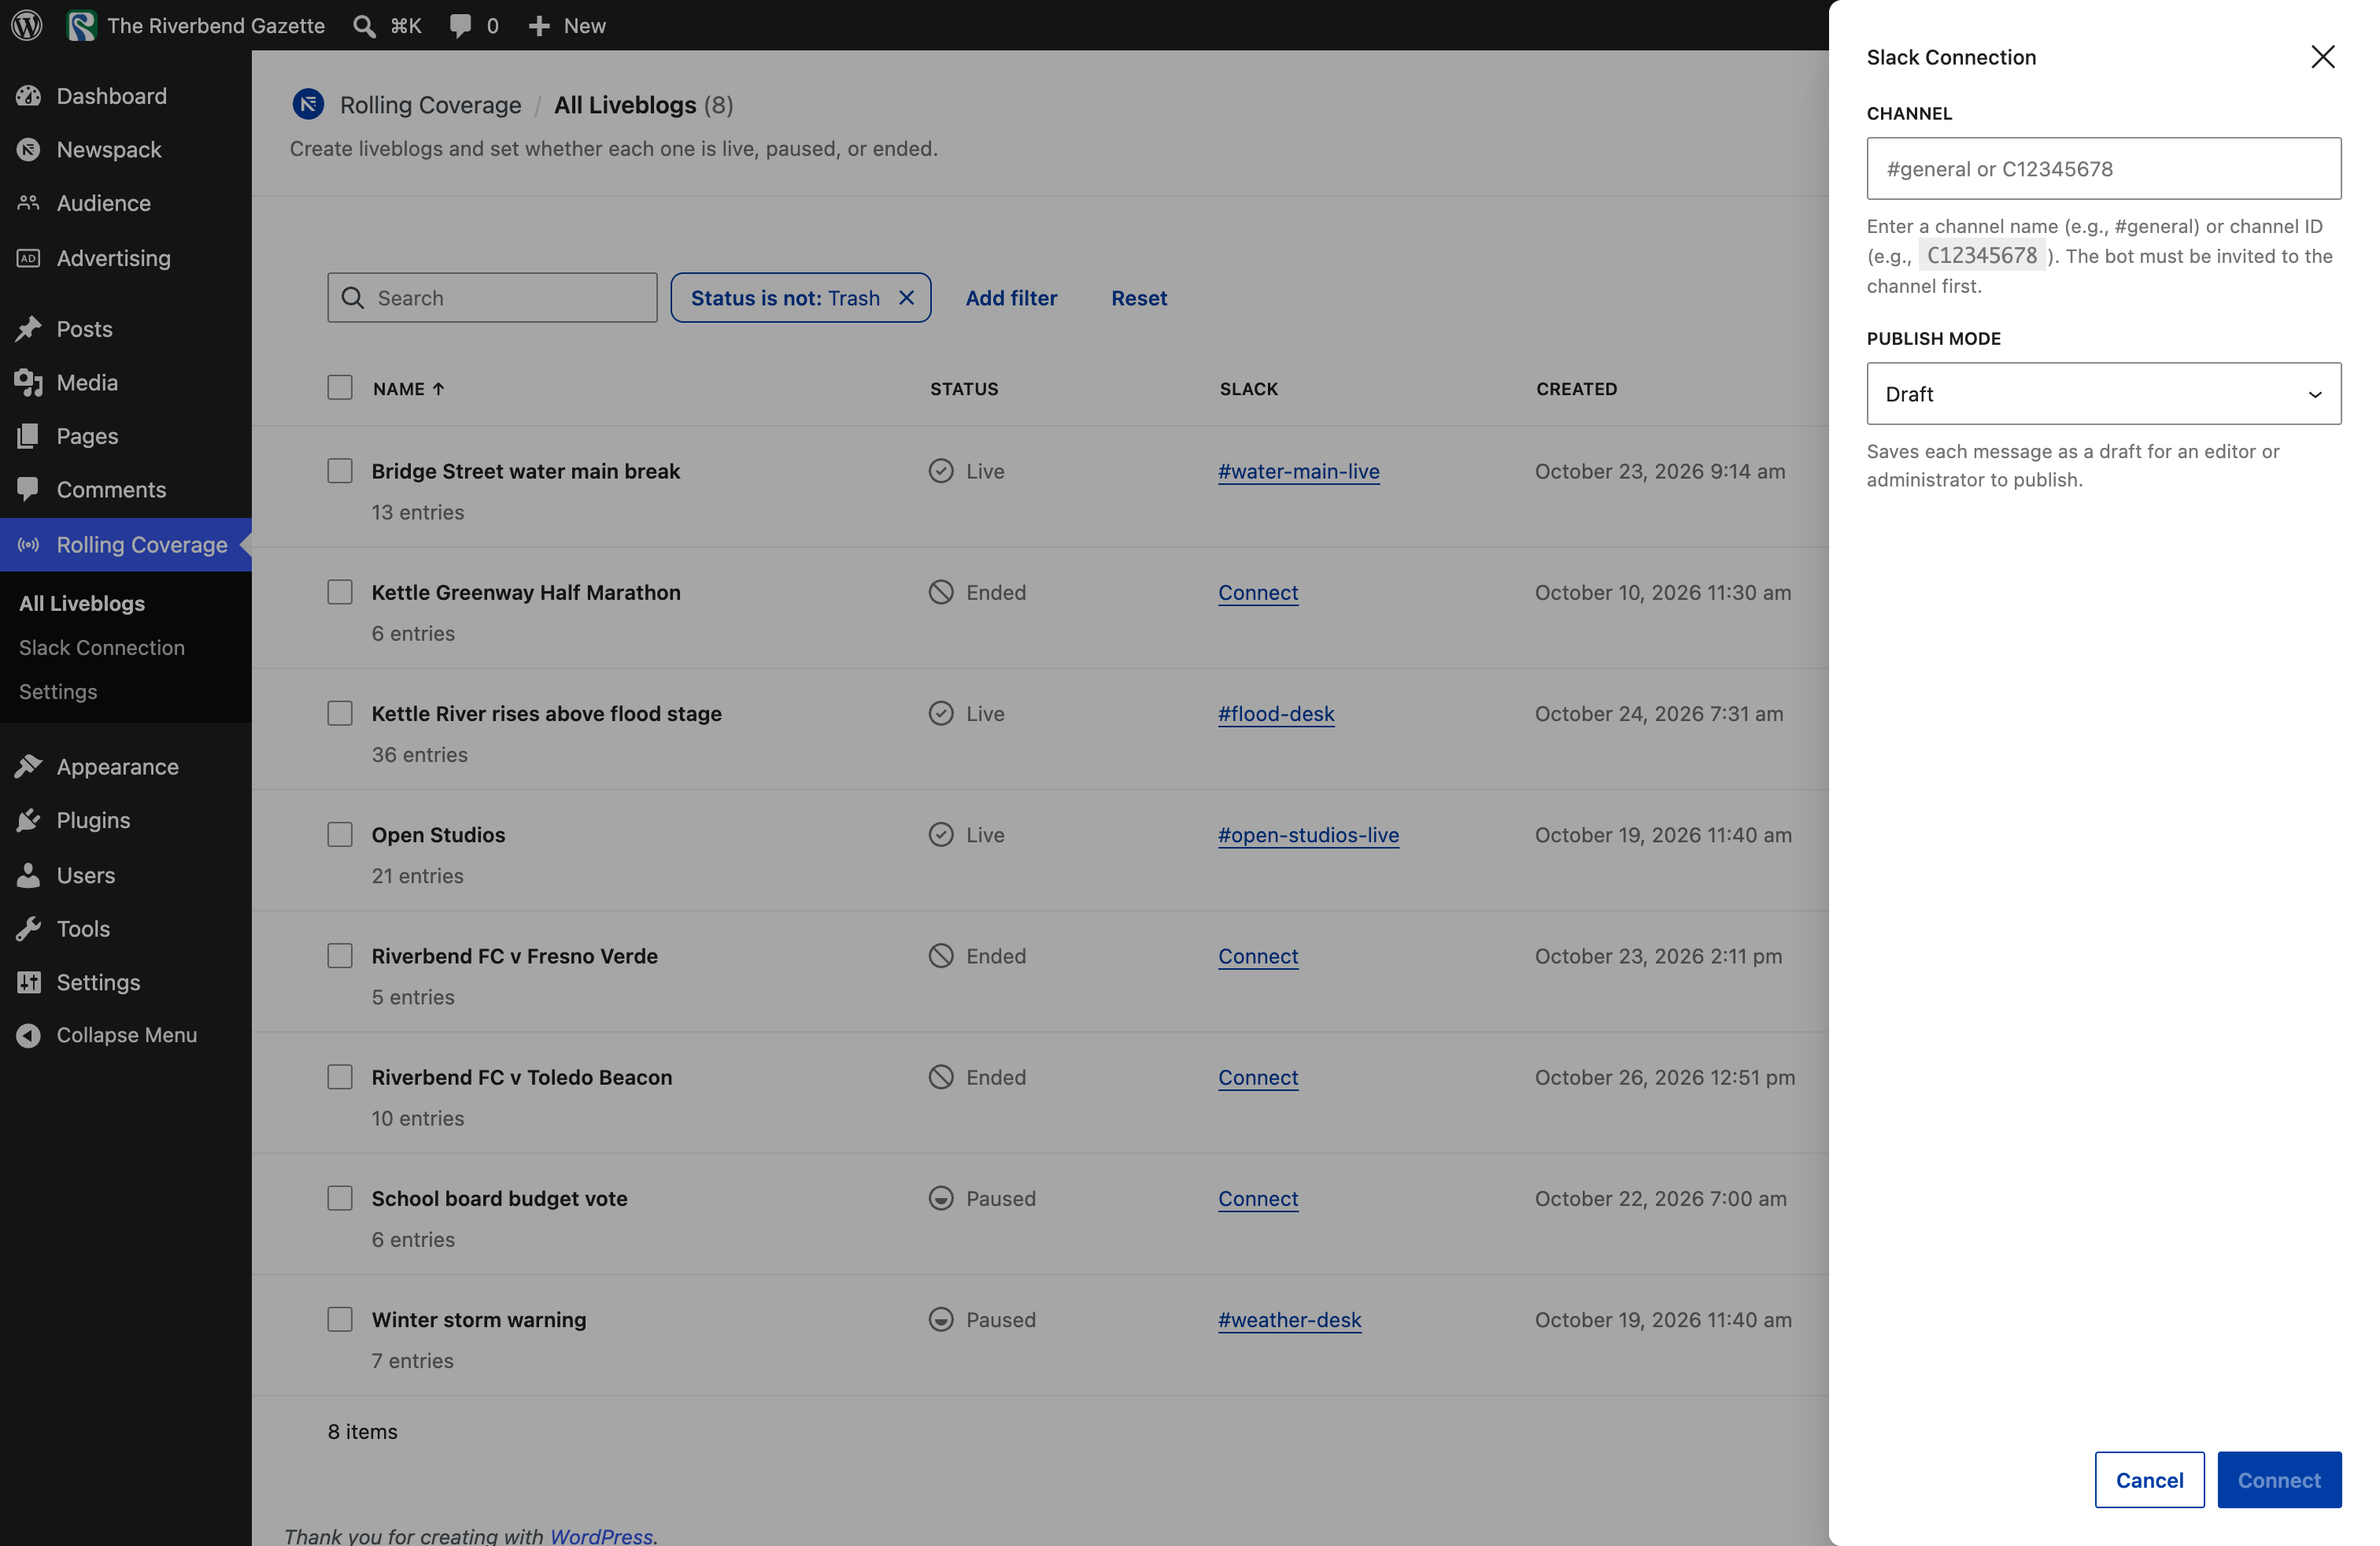 The Riverbend Gazette
⌘K
0
New
Dashboard
Newspack
Audience
AD
Advertising
Posts
Media
Pages
Comments
Rolling Coverage
All Liveblogs
Slack Connection
Settings
Appearance
Plugins
Users
Tools
Settings
Collapse Menu
Rolling Coverage / All Liveblogs (8)
Create liveblogs and set whether each one is live, paused, or ended.
Search
Status is not: Trash
Add filter
Reset
NAME ↑ STATUS SLACK CREATED
Bridge Street water main break Live #water-main-live October 23, 2026 9:14 am
13 entries
Kettle Greenway Half Marathon Ended Connect October 10, 2026 11:30 am
6 entries
Kettle River rises above flood stage Live #flood-desk October 24, 2026 7:31 am
36 entries
Open Studios Live #open-studios-live October 19, 2026 11:40 am
21 entries
Riverbend FC v Fresno Verde Ended Connect October 23, 2026 2:11 pm
5 entries
Riverbend FC v Toledo Beacon Ended Connect October 26, 2026 12:51 pm
10 entries
School board budget vote Paused Connect October 22, 2026 7:00 am
6 entries
Winter storm warning Paused #weather-desk October 19, 2026 11:40 am
7 entries
8 items
Thank you for creating with WordPress.
Slack Connection
CHANNEL
#general or C12345678
Enter a channel name (e.g., #general) or channel ID
(e.g., C12345678 ). The bot must be invited to the
channel first.
PUBLISH MODE
Draft
Saves each message as a draft for an editor or
administrator to publish.
Cancel
Connect